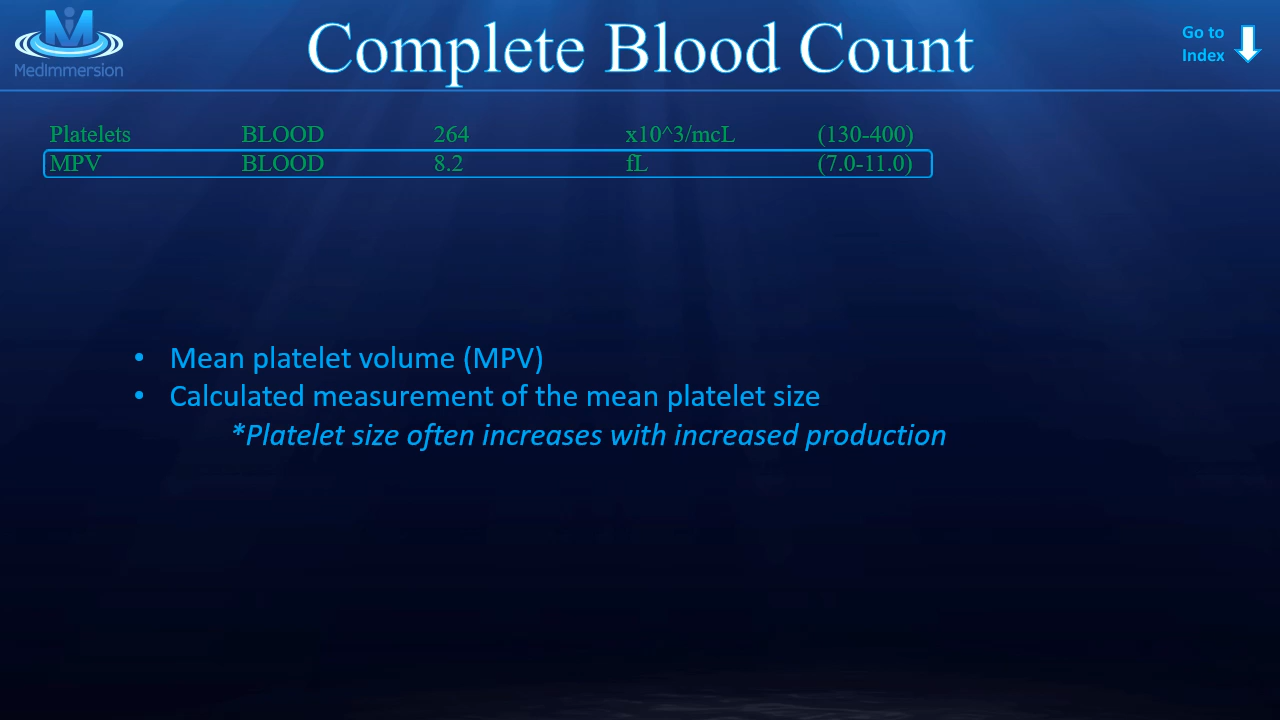 MedImmersion
Complete Blood Count
Go to
Index
Platelets BLOOD 264 x10^3/mcL (130-400)
MPV BLOOD 8.2 fL (7.0-11.0)
• Mean platelet volume (MPV)
• Calculated measurement of the mean platelet size
*Platelet size often increases with increased production